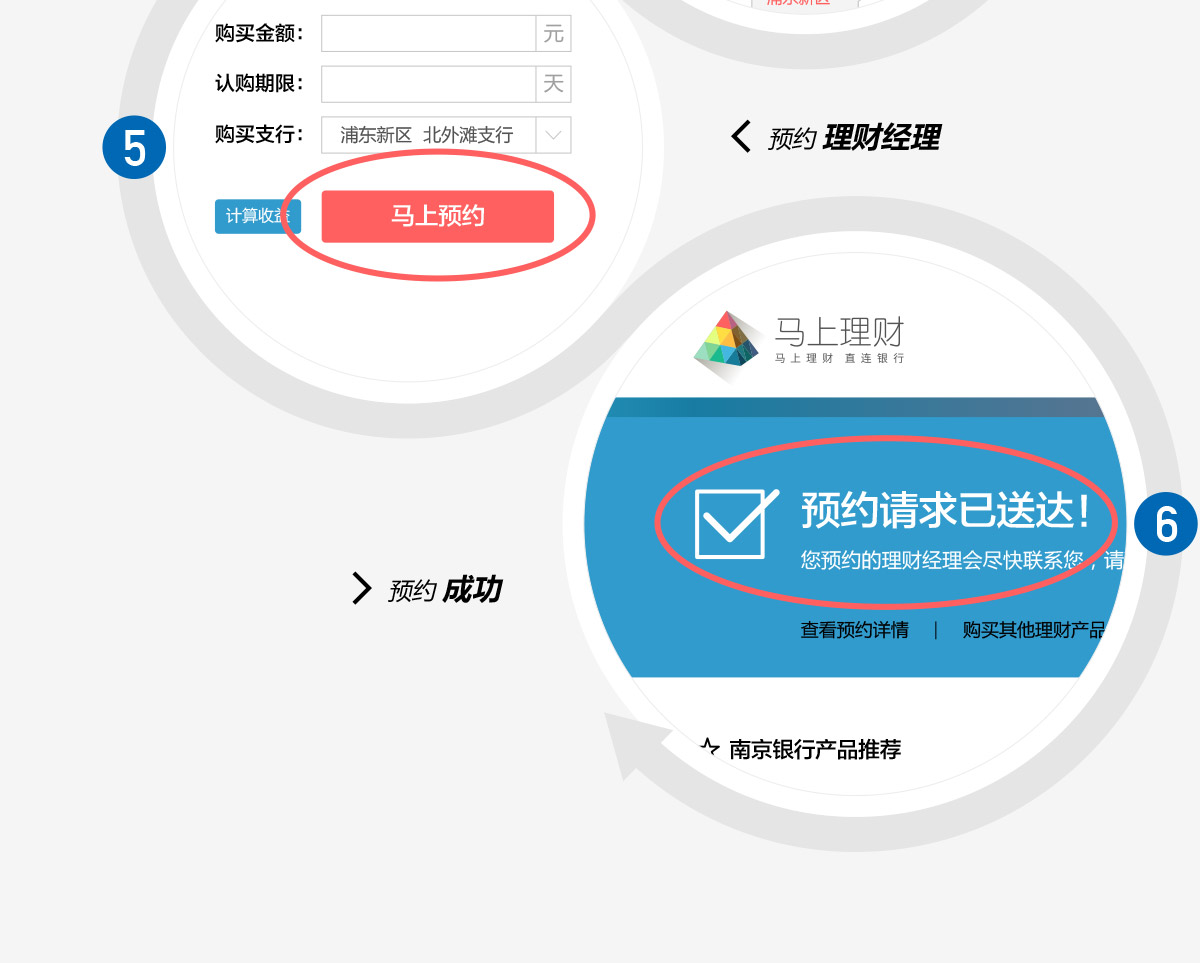 浦东新区
购买金额：
元
认购期限：
天
购买支行：
浦东新区 北外滩支行
5
计算收益
马上预约
预约 理财经理
马上理财
马上理财 直连银行
预约请求已送达！
6
您预约的理财经理会尽快联系您，请
预约 成功
查看预约详情 | 购买其他理财产品
南京银行产品推荐